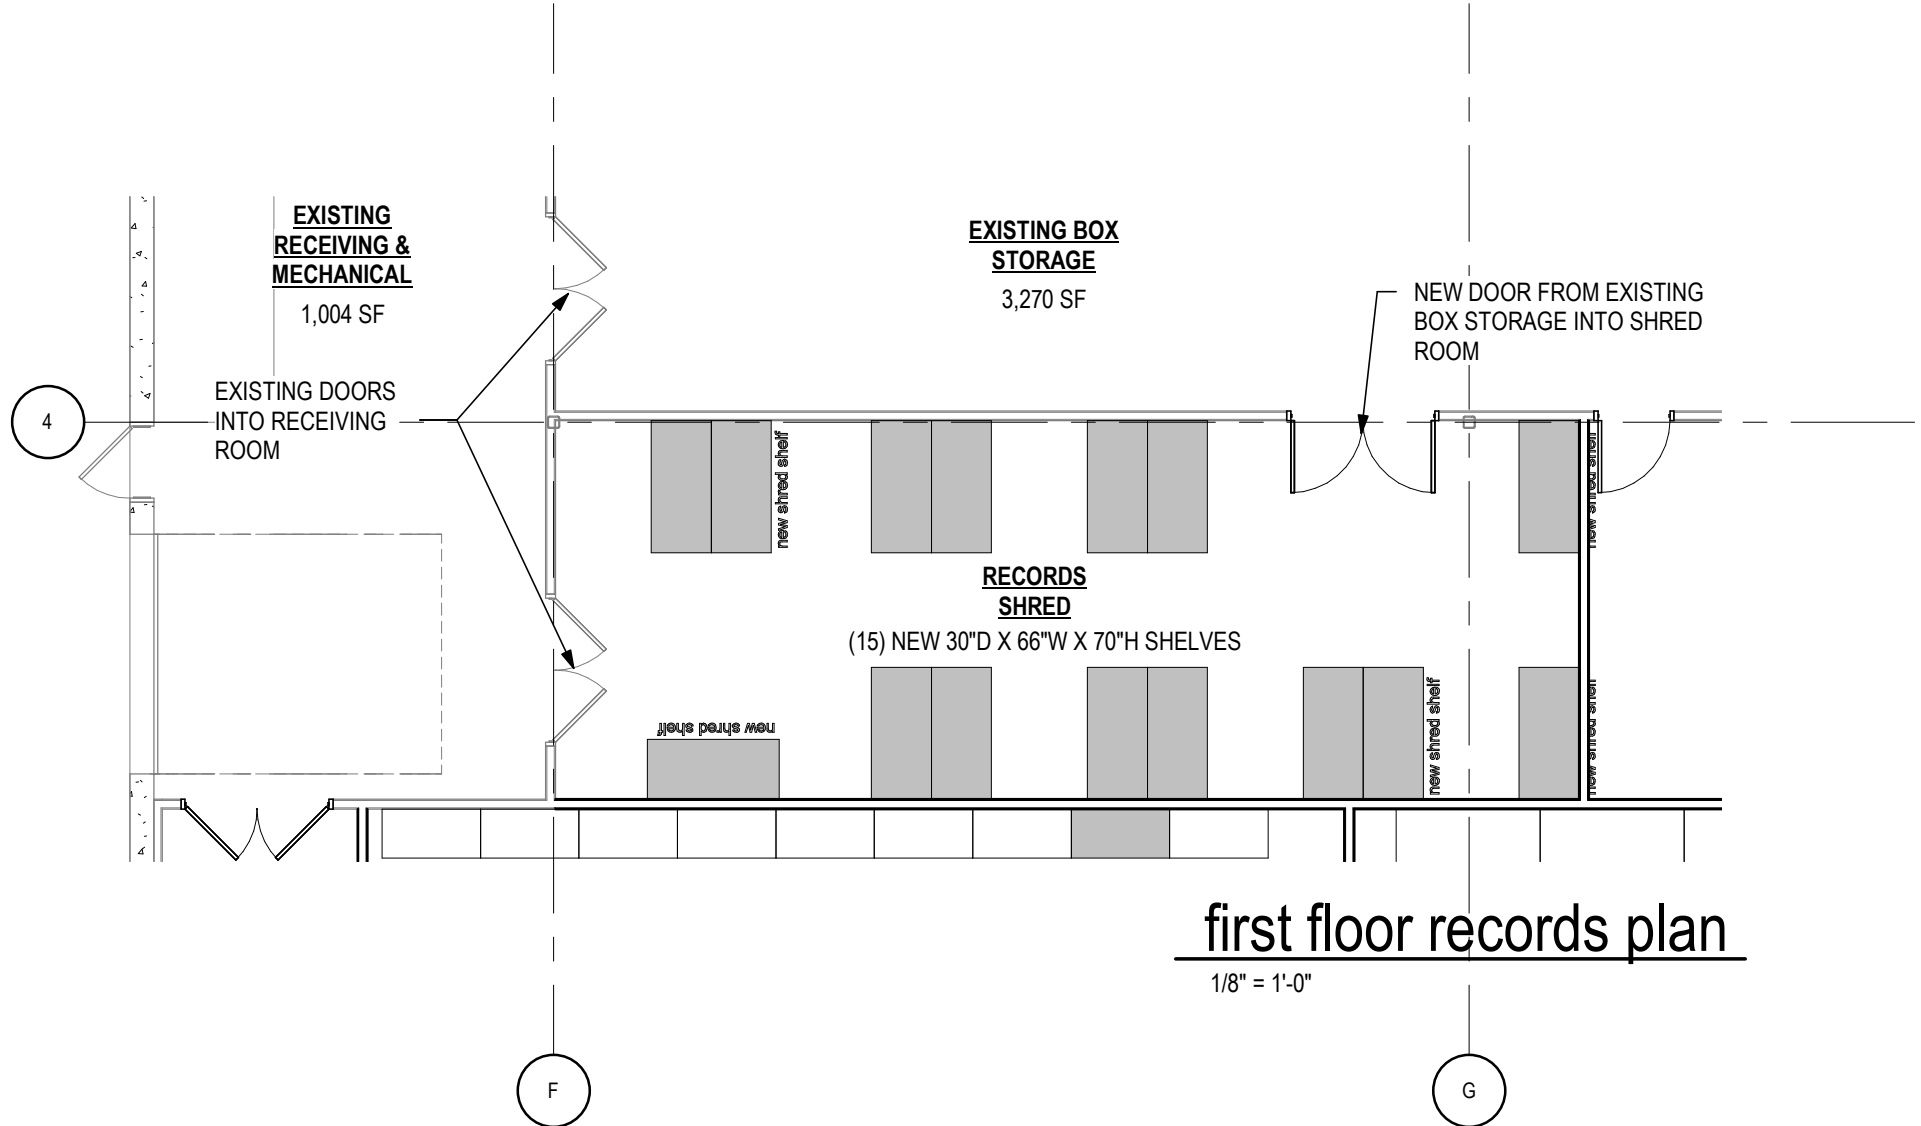 EXISTING
RECEIVING &
MECHANICAL
1,004 SF
EXISTING BOX
STORAGE
3,270 SF
NEW DOOR FROM EXISTING
BOX STORAGE INTO SHRED
ROOM
EXISTING DOORS
INTO RECEIVING
ROOM
4
new shred shelf
new shred shelf
RECORDS
SHRED
(15) NEW 30"D X 66"W X 70"H SHELVES
new shred shelf
new shred shelf
new shred shelf
first floor records plan
1/8" = 1'-0"
F
G